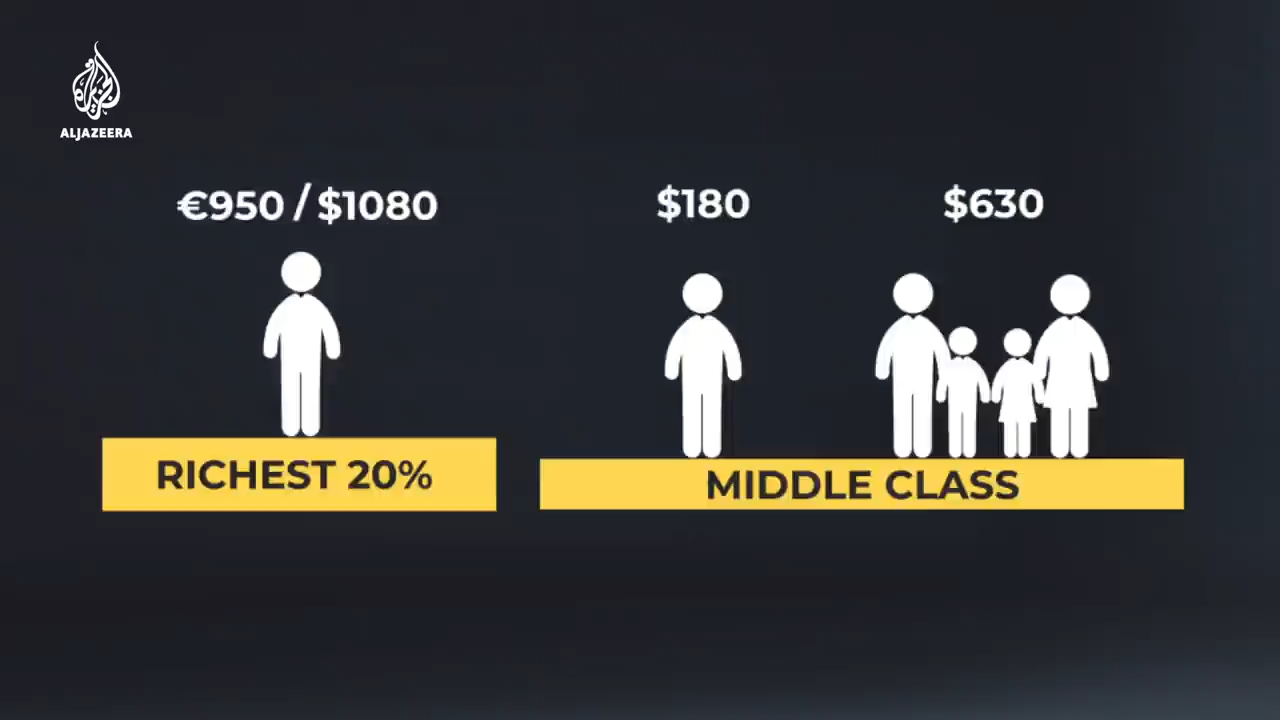 ALJAZEERA
€950 / $1080
$180
$630
RICHEST 20%
MIDDLE CLASS